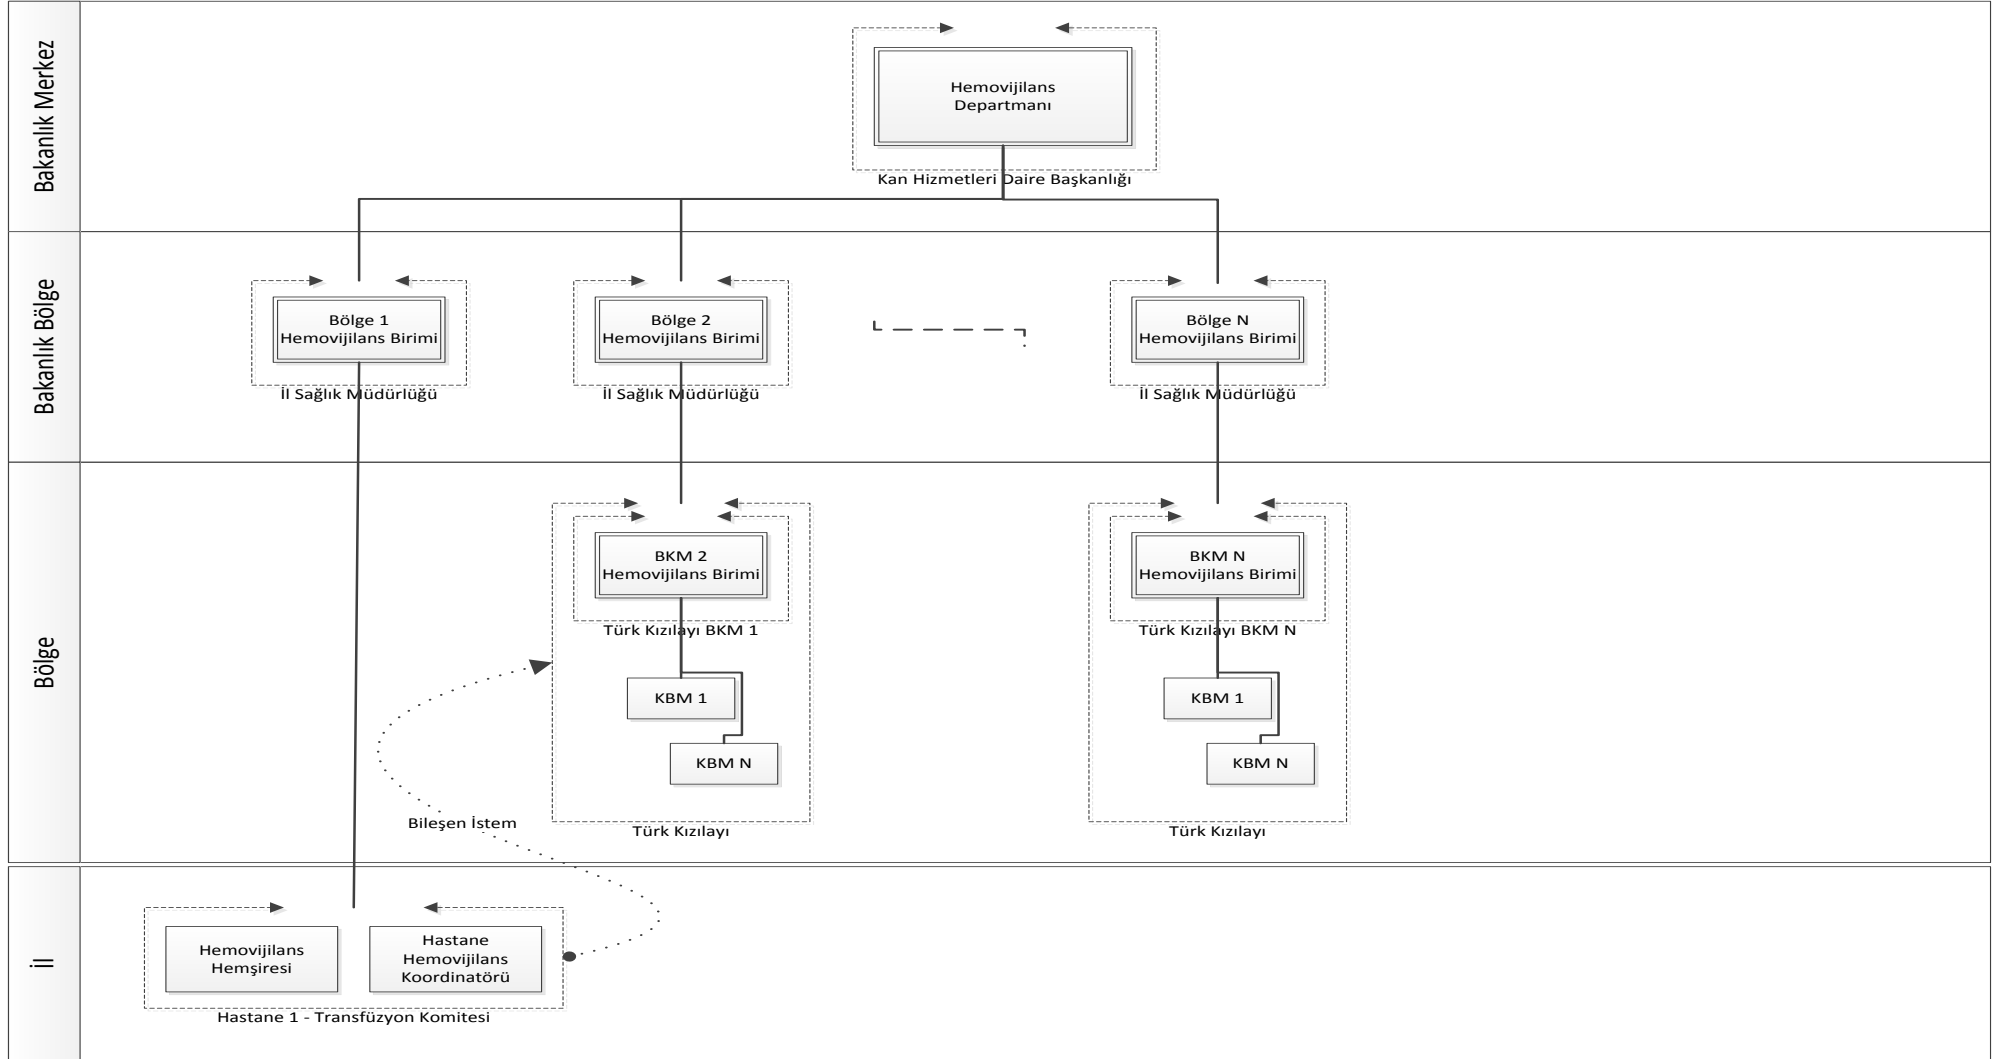 Bakanlık Merkez
Hemovijilans
Departmanı
Kan Hizmetleri Daire Başkanlığı
Bakanlık Bölge
Bölge 1
Hemovijilans Birimi
İl Sağlık Müdürlüğü
Bölge 2
Hemovijilans Birimi
İl Sağlık Müdürlüğü
Bölge N
Hemovijilans Birimi
İl Sağlık Müdürlüğü
Bölge
BKM 2
Hemovijilans Birimi
Türk Kızılayı BKM 1
KBM 1
KBM N
Türk Kızılayı
BKM N
Hemovijilans Birimi
Türk Kızılayı BKM N
KBM 1
KBM N
Türk Kızılayı
Bileşen İstem
İl
Hemovijilans
Hemşiresi
Hastane
Hemovijilans
Koordinatörü
Hastane 1 - Transfüzyon Komitesi